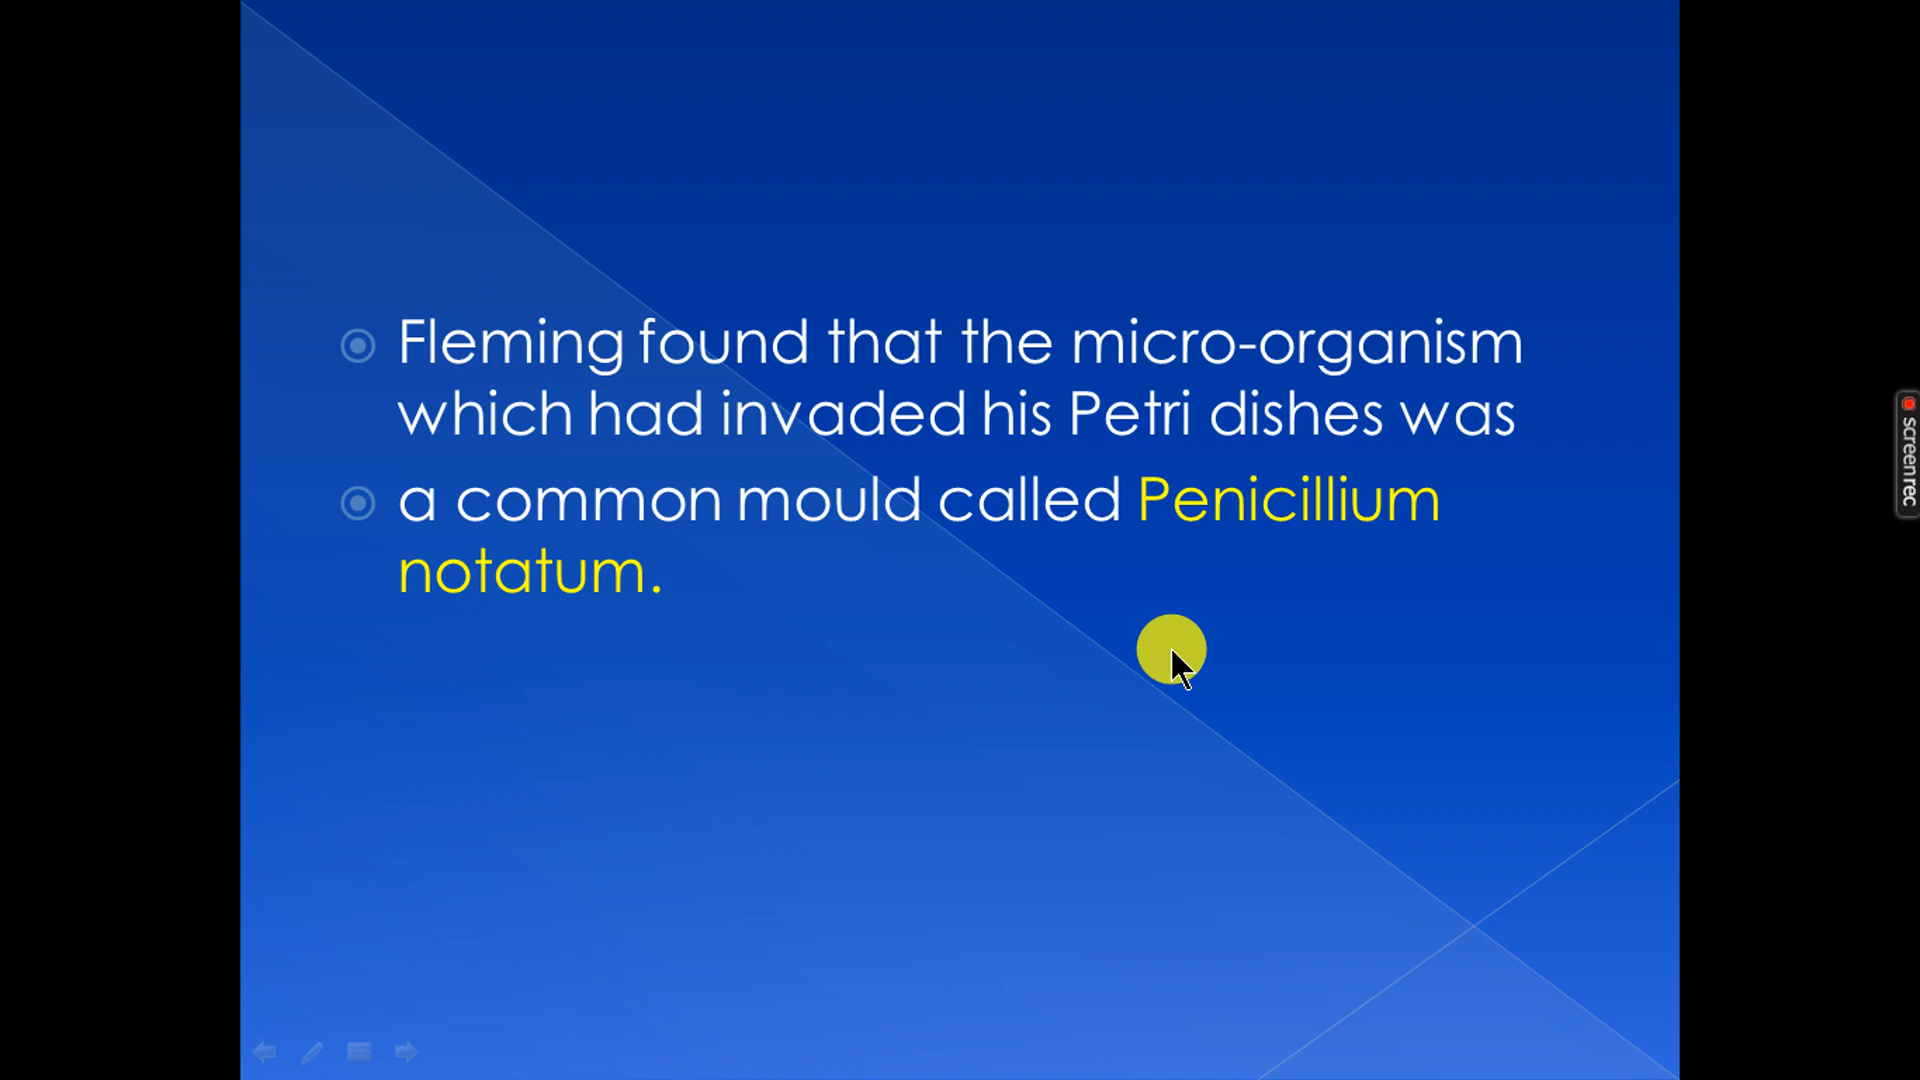 Fleming found that the micro-organism
which had invaded his Petri dishes was
a common mould called Penicillium
notatum.
screenrec